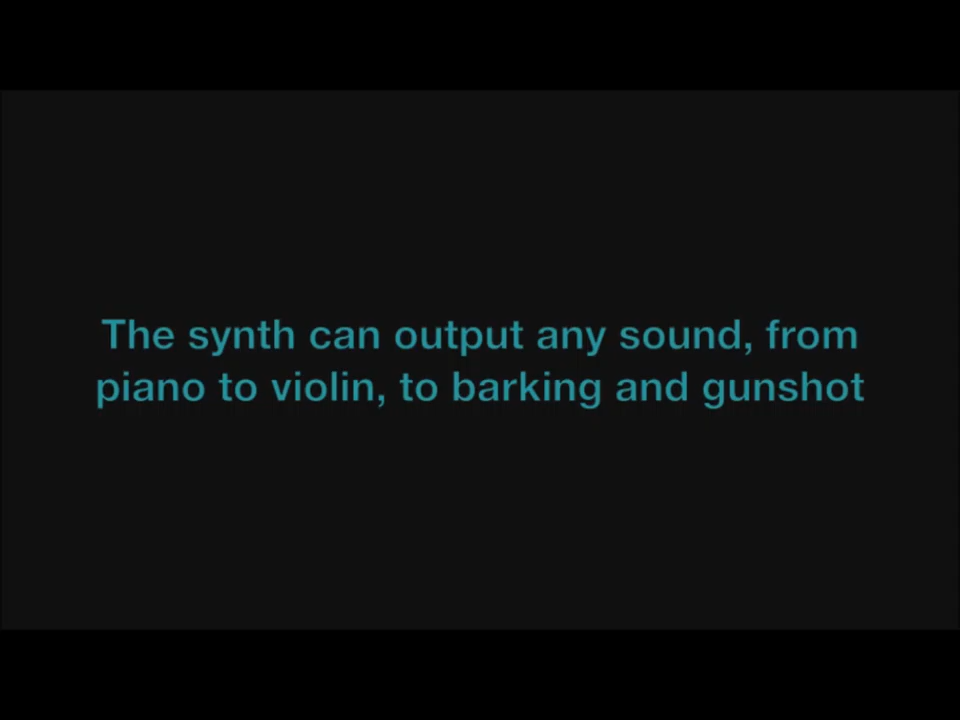 The synth can output any sound, from
piano to violin, to barking and gunshot